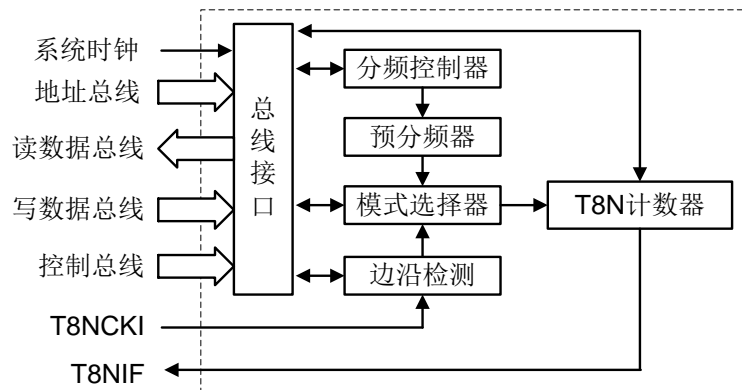 系统时钟
地址总线
读数据总线
写数据总线
控制总线
T8NCKI
T8NIF
总线接口
分频控制器
预分频器
模式选择器
边沿检测
T8N计数器